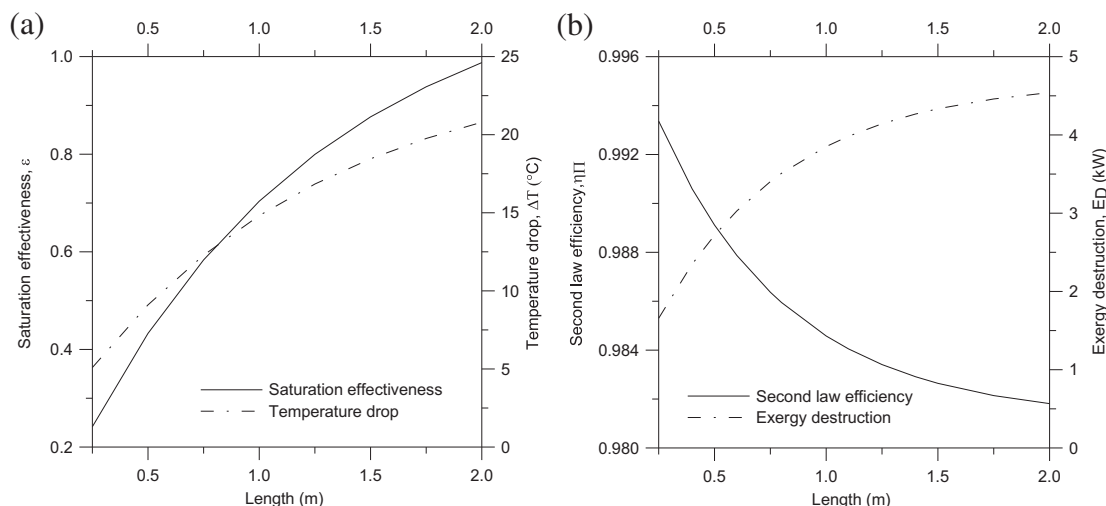 (a)
0.5 1.0 1.5 2.0
1.0
0.8
0.6
0.4
0.2
25
20
15
10
5
0
Saturation effectiveness, ε
Temperature drop, ΔT (°C)
Saturation effectiveness
Temperature drop
0.5 1.0 1.5 2.0
Length (m)
(b)
0.5 1.0 1.5 2.0
0.996
0.992
0.988
0.984
0.980
5
4
3
2
1
0
Second law efficiency,ηΠ
Exergy destruction, ED (kW)
Second law efficiency
Exergy destruction
0.5 1.0 1.5 2.0
Length (m)